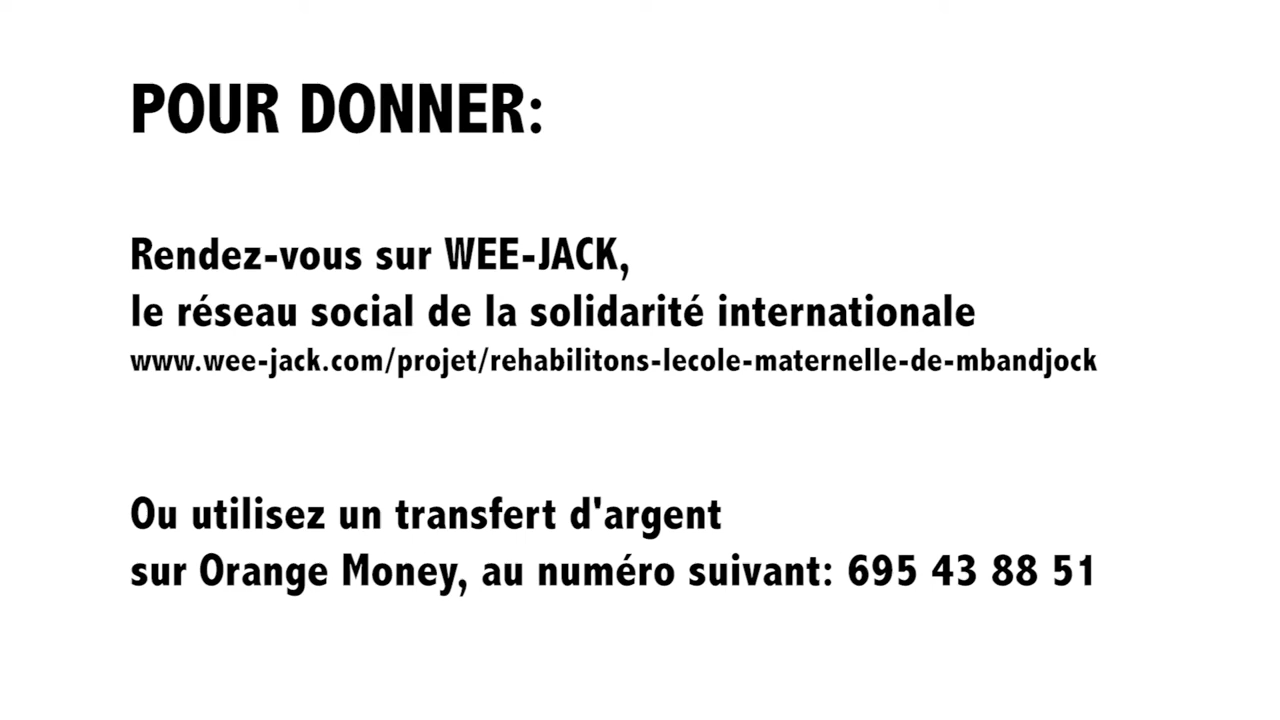 POUR DONNER:
Rendez-vous sur WEE-JACK,
le réseau social de la solidarité internationale
www.wee-jack.com/projet/rehabilitons-lecole-maternelle-de-mbandjock
Ou utilisez un transfert d'argent
sur Orange Money, au numéro suivant: 695 43 88 51